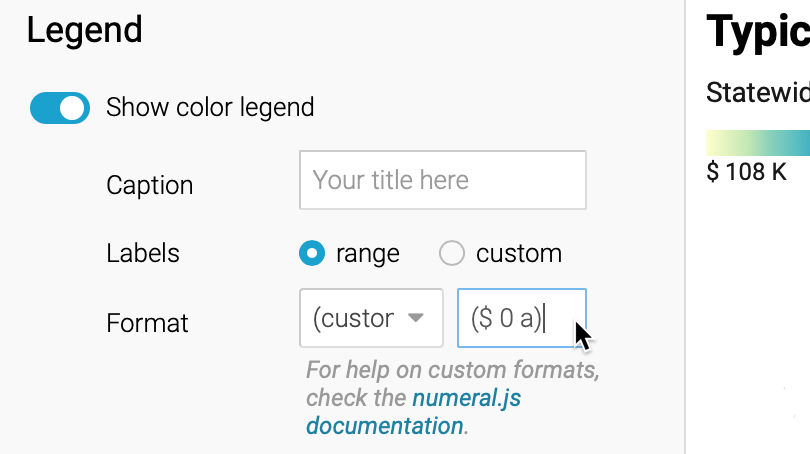 Legend
Show color legend
Caption
Your title here
Labels
range
custom
Format
(custor
($ 0 a)
For help on custom formats,
check the numeral.js
documentation.
Typic
Statewid
$ 108 K